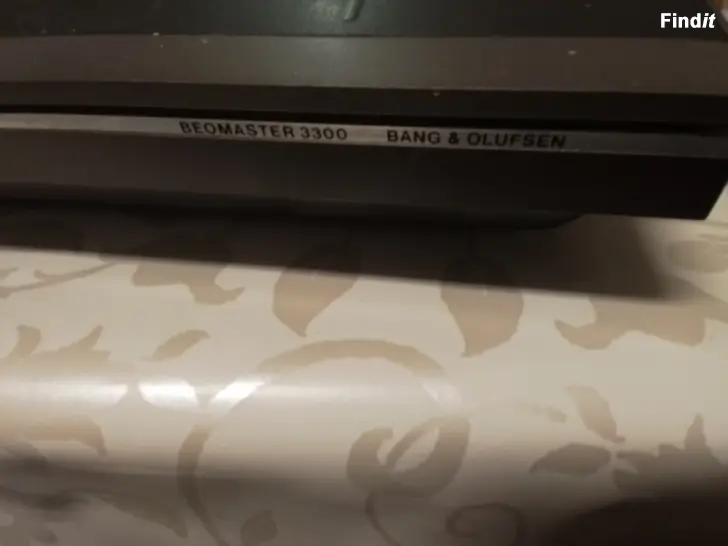 Findit
BEOMASTER 3300 BANG & OLUFSEN